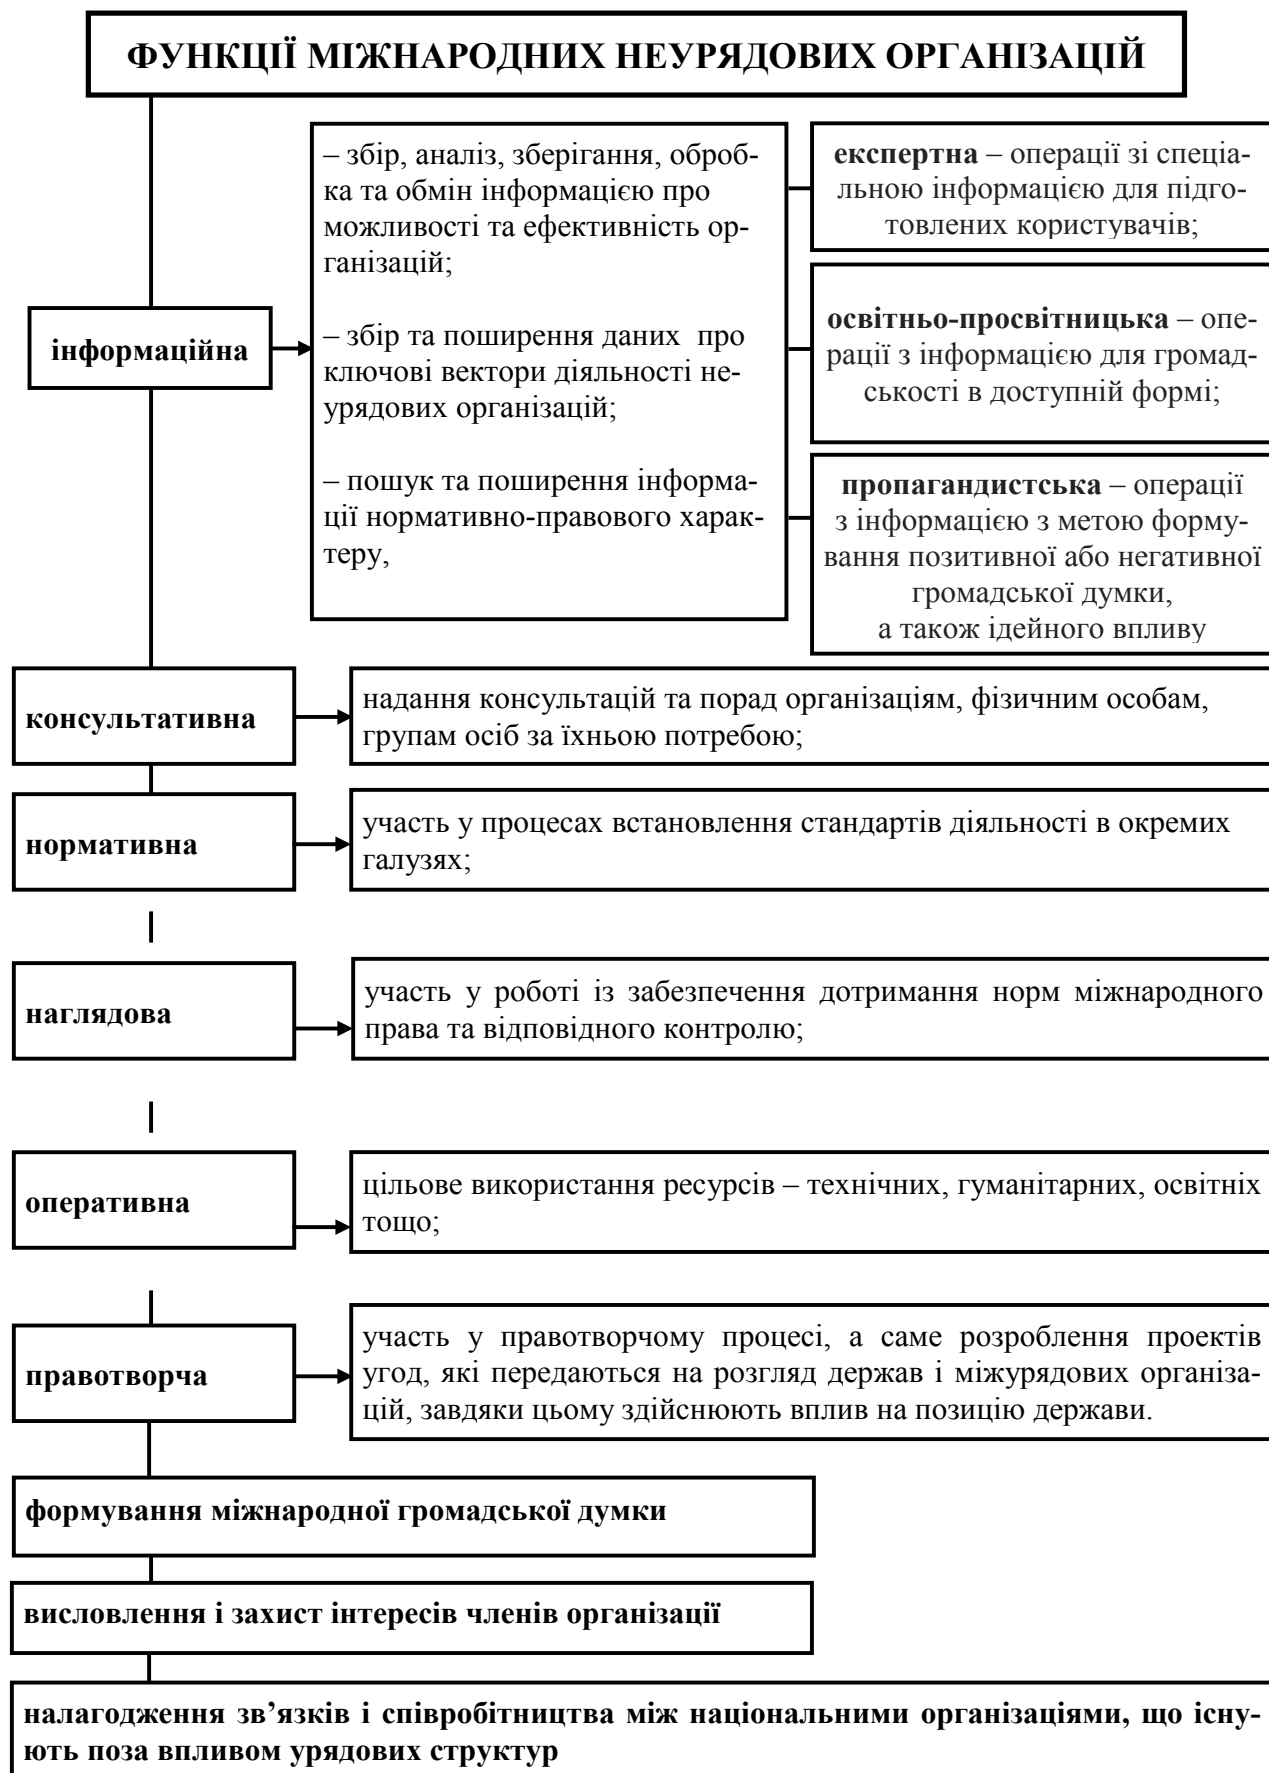 ФУНКЦІЇ МІЖНАРОДНИХ НЕУРЯДОВИХ ОРГАНІЗАЦІЙ
інформаційна
– збір, аналіз, зберігання, оброб-
ка та обмін інформацією про
можливості та ефективність ор-
ганізацій;
– збір та поширення даних про
ключові вектори діяльності не-
урядових організацій;
– пошук та поширення інформа-
ції нормативно-правового харак-
теру,
експертна – операції зі спеціа-
льною інформацією для підго-
товлених користувачів;
освітньо-просвітницька – опе-
рації з інформацією для громад-
ськості в доступній формі;
пропагандистська – операції
з інформацією з метою форму-
вання позитивної або негативної
громадської думки,
а також ідейного впливу
консультативна
надання консультацій та порад організаціям, фізичним особам,
групам осіб за їхньою потребою;
нормативна
участь у процесах встановлення стандартів діяльності в окремих
галузях;
наглядова
участь у роботі із забезпечення дотримання норм міжнародного
права та відповідного контролю;
оперативна
цільове використання ресурсів – технічних, гуманітарних, освітніх
тощо;
правотворча
участь у правотворчому процесі, а саме розроблення проектів
угод, які передаються на розгляд держав і міжурядових організа-
цій, завдяки цьому здійснюють вплив на позицію держави.
формування міжнародної громадської думки
висловлення і захист інтересів членів організації
налагодження зв’язків і співробітництва між національними організаціями, що існу-
ють поза впливом урядових структур